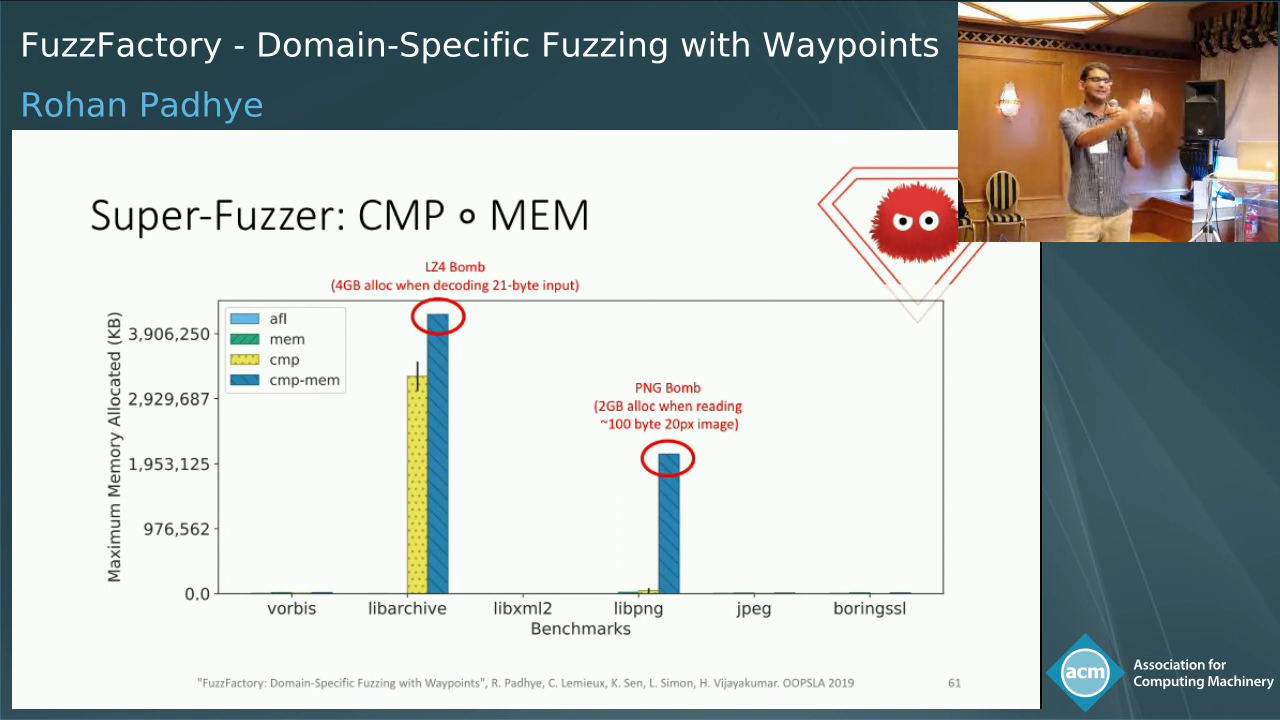 FuzzFactory - Domain-Specific Fuzzing with Waypoints
Rohan Padhye
Super-Fuzzer: CMP ∘ MEM
LZ4 Bomb
(4GB alloc when decoding 21-byte input)
afl
mem
cmp
cmp-mem
PNG Bomb
(2GB alloc when reading
~100 byte 20px image)
Maximum Memory Allocated (KB)
3,906,250
2,929,687
1,953,125
976,562
0.0
vorbis libarchive libxml2 libpng jpeg boringssl
Benchmarks
"FuzzFactory: Domain-Specific Fuzzing with Waypoints", R. Padhye, C. Lemieux, K. Sen, L. Simon, H. Vijayakumar. OOPSLA 2019
61
acm
Association for
Computing Machinery